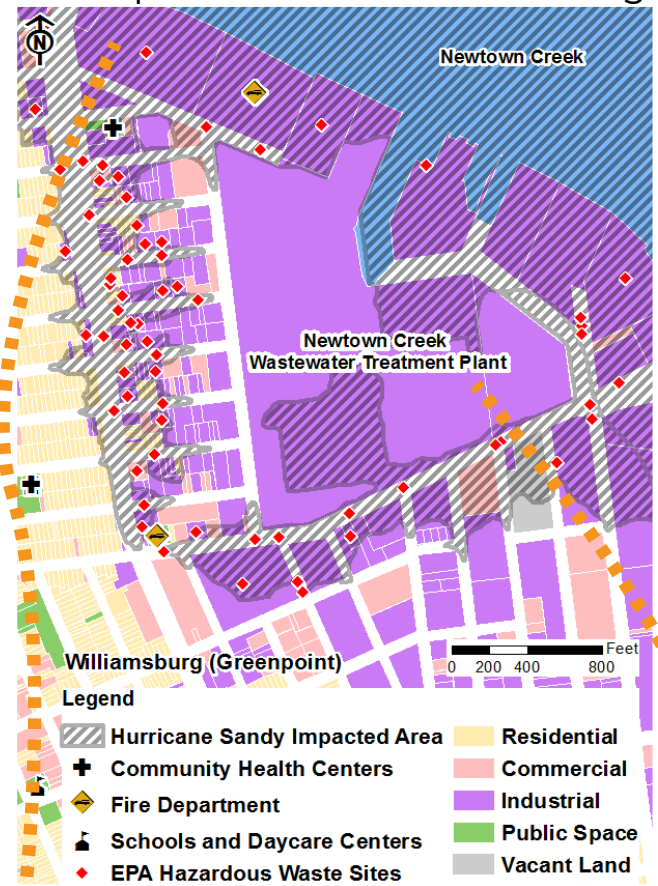 N
Newtown Creek
Newtown Creek
Wastewater Treatment Plant
Williamsburg (Greenpoint)
Feet
0 200 400 800
Legend
Hurricane Sandy Impacted Area
Community Health Centers
Fire Department
Schools and Daycare Centers
EPA Hazardous Waste Sites
Residential
Commercial
Industrial
Public Space
Vacant Land